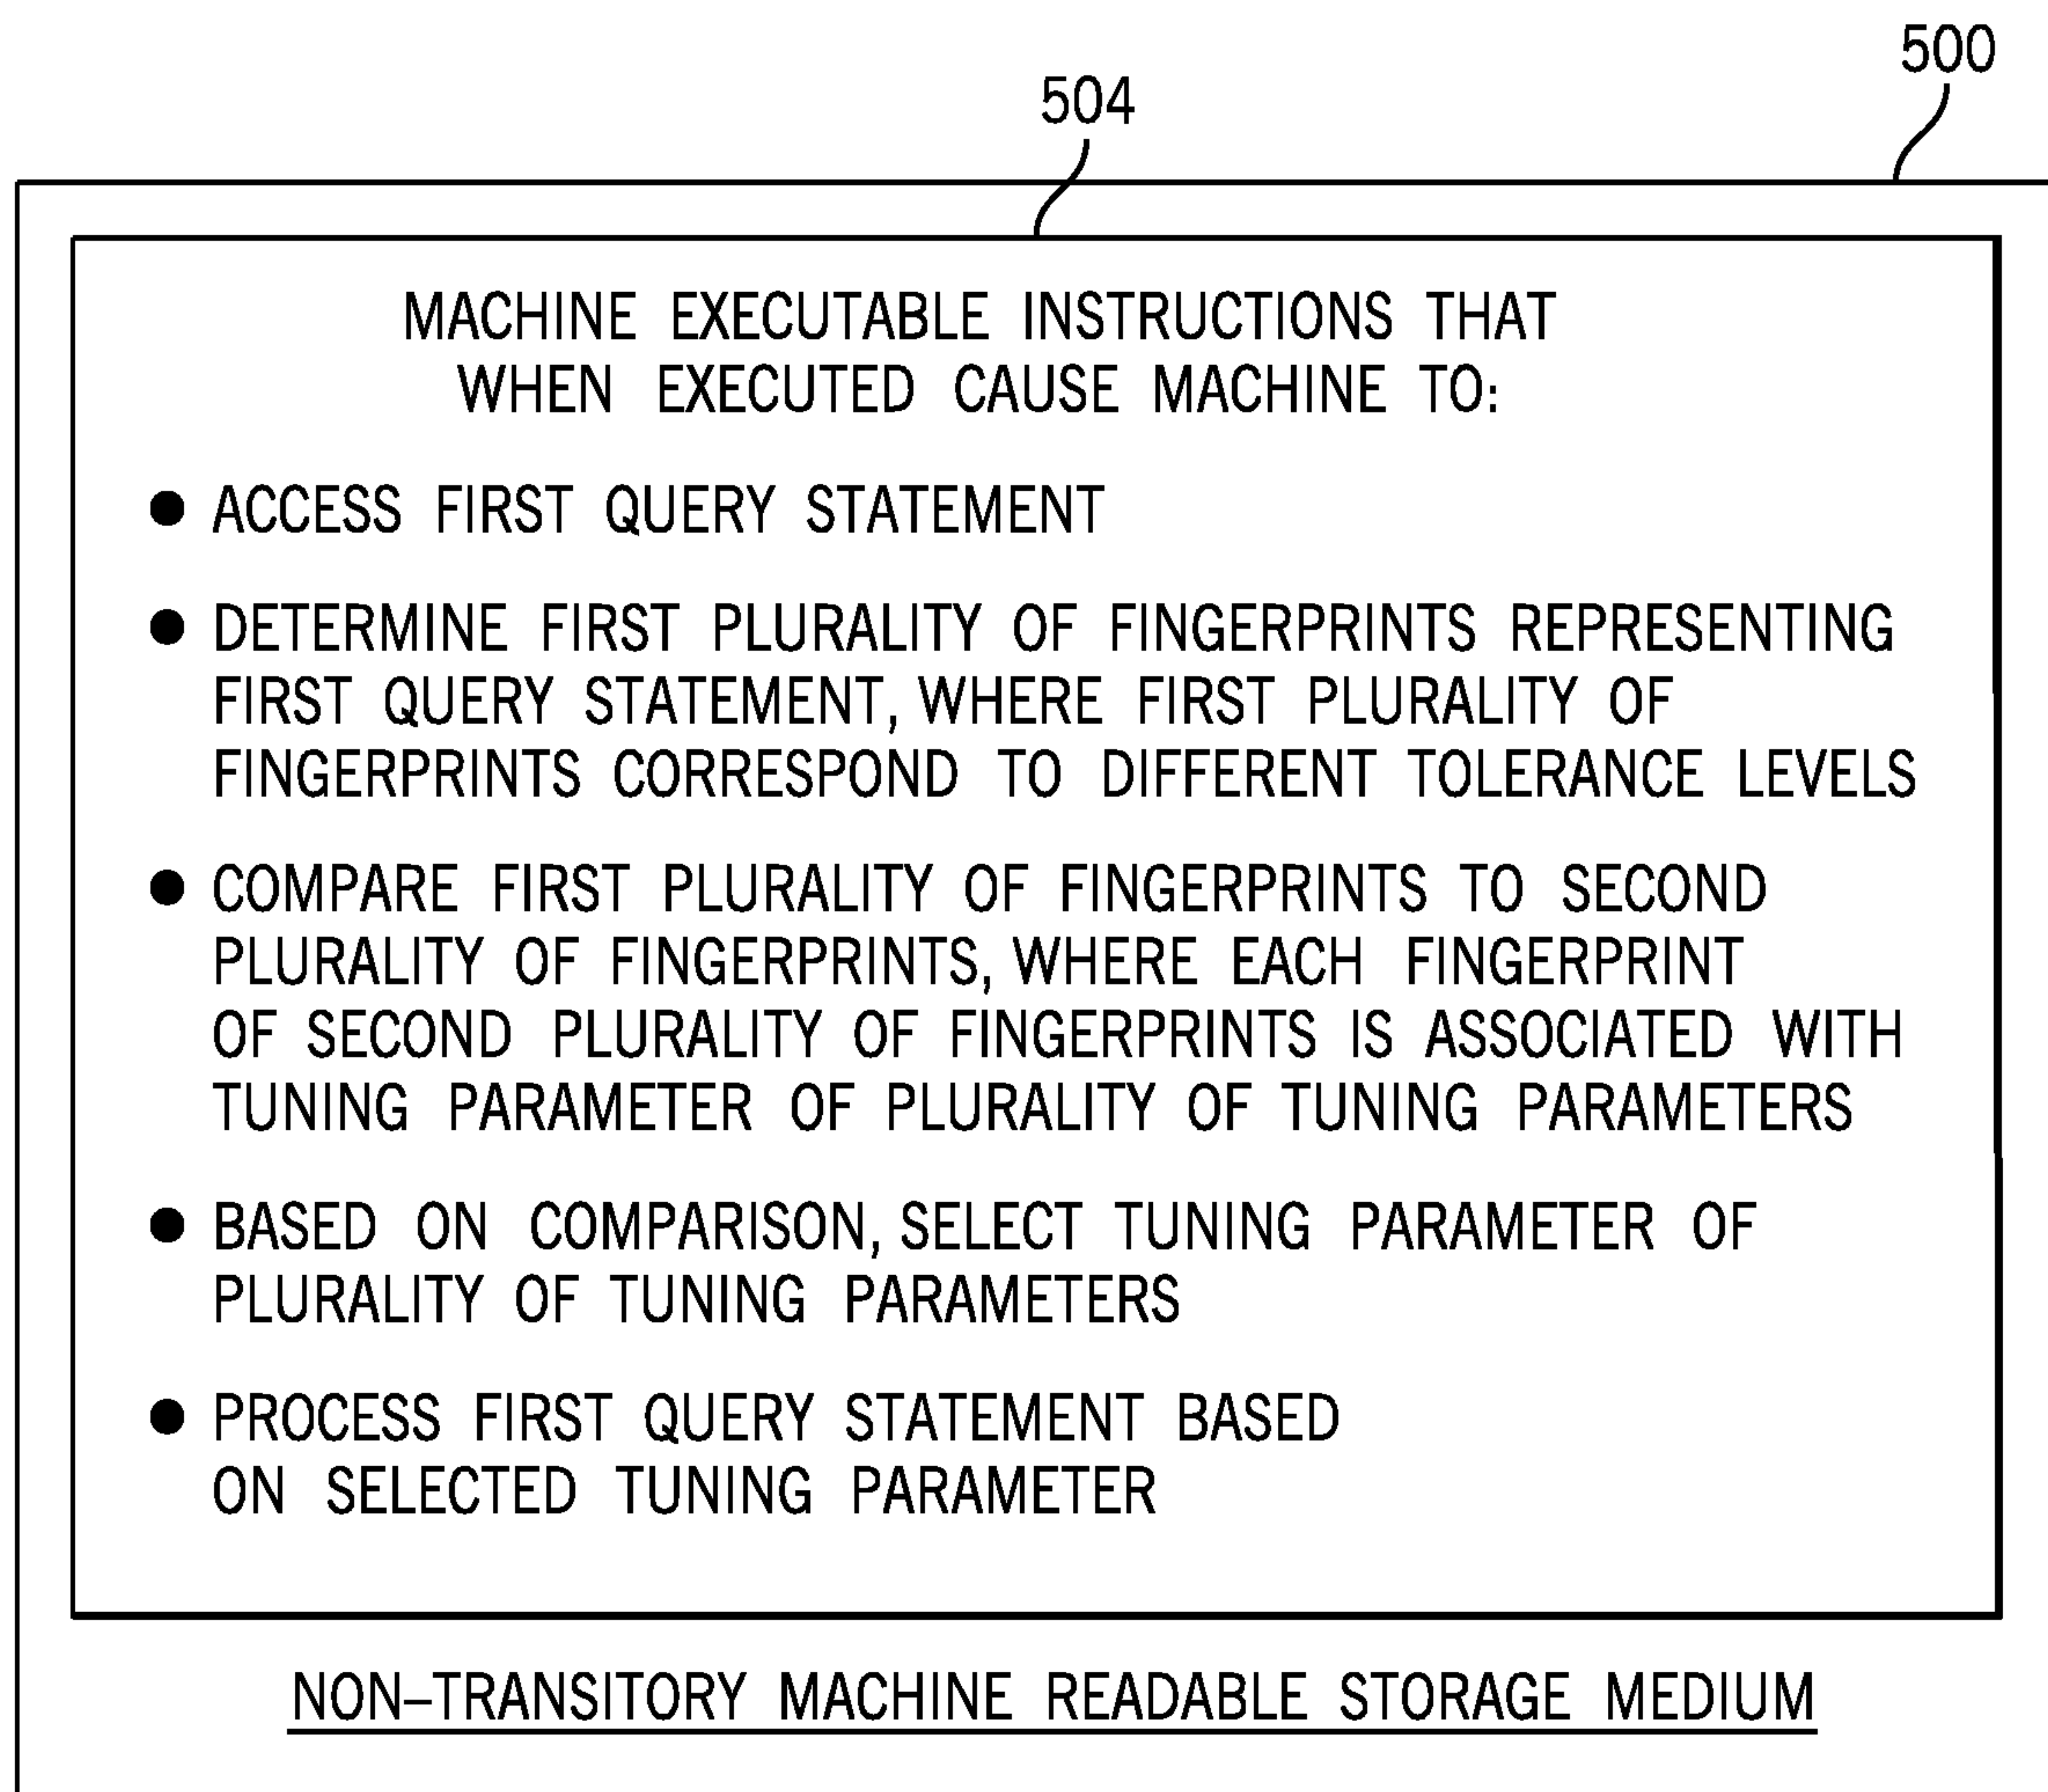 500
504
MACHINE EXECUTABLE INSTRUCTIONS THAT
WHEN EXECUTED CAUSE MACHINE TO:
● ACCESS FIRST QUERY STATEMENT
● DETERMINE FIRST PLURALITY OF FINGERPRINTS REPRESENTING
FIRST QUERY STATEMENT, WHERE FIRST PLURALITY OF
FINGERPRINTS CORRESPOND TO DIFFERENT TOLERANCE LEVELS
● COMPARE FIRST PLURALITY OF FINGERPRINTS TO SECOND
PLURALITY OF FINGERPRINTS, WHERE EACH FINGERPRINT
OF SECOND PLURALITY OF FINGERPRINTS IS ASSOCIATED WITH
TUNING PARAMETER OF PLURALITY OF TUNING PARAMETERS
● BASED ON COMPARISON, SELECT TUNING PARAMETER OF
PLURALITY OF TUNING PARAMETERS
● PROCESS FIRST QUERY STATEMENT BASED
ON SELECTED TUNING PARAMETER
NON–TRANSITORY MACHINE READABLE STORAGE MEDIUM